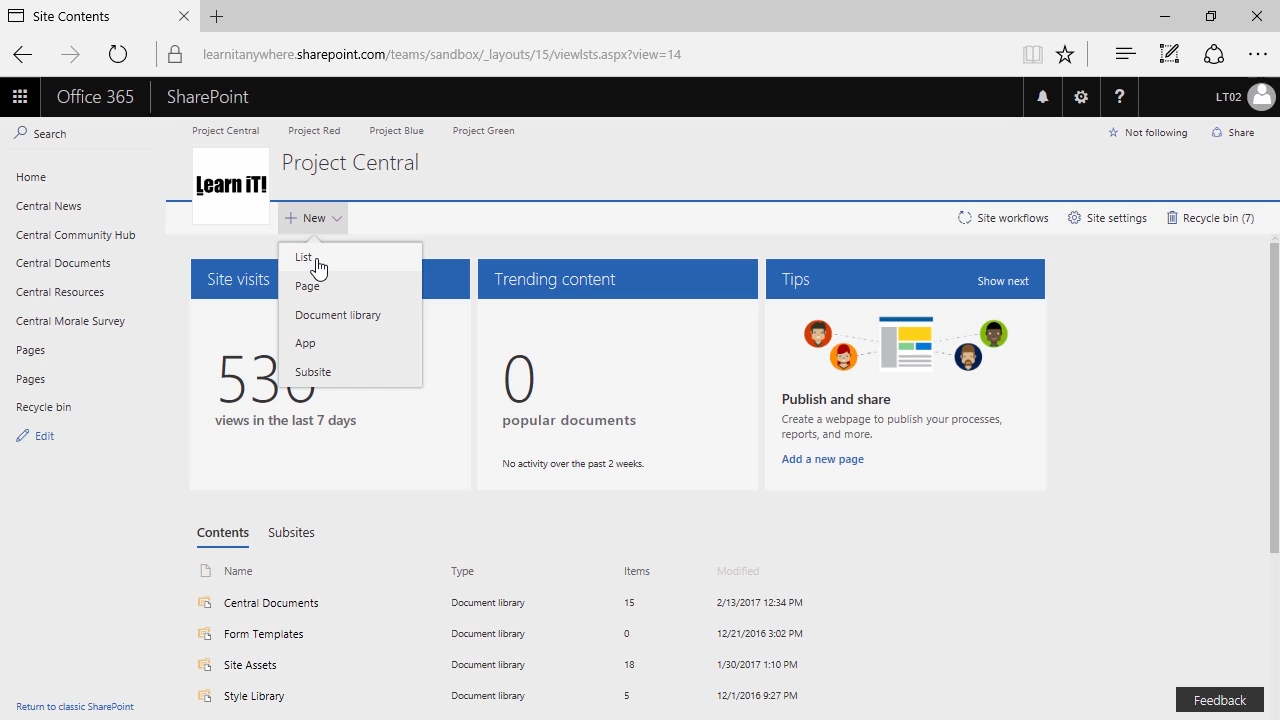 Site Contents
learnitanywhere.sharepoint.com/teams/sandbox/_layouts/15/viewlsts.aspx?view=14
Office 365 SharePoint ? LT02
Search
Project Central Project Red Project Blue Project Green
Not following Share
Learn iT!
Project Central
Home
Central News
Central Community Hub
Central Documents
Central Resources
Central Morale Survey
Pages
Pages
Recycle bin
Edit
New
Site workflows Site settings Recycle bin (7)
List
Page
Document library
App
Subsite
Site visits
views in the last 7 days
Trending content
0
popular documents
No activity over the past 2 weeks.
Tips Show next
Publish and share
Create a webpage to publish your processes,
reports, and more.
Add a new page
Contents Subsites
Name Type Items Modified
Central Documents Document library 15 2/13/2017 12:34 PM
Form Templates Document library 0 12/21/2016 3:02 PM
Site Assets Document library 18 1/30/2017 1:10 PM
Style Library Document library 5 12/1/2016 9:27 PM
Return to classic SharePoint
Feedback